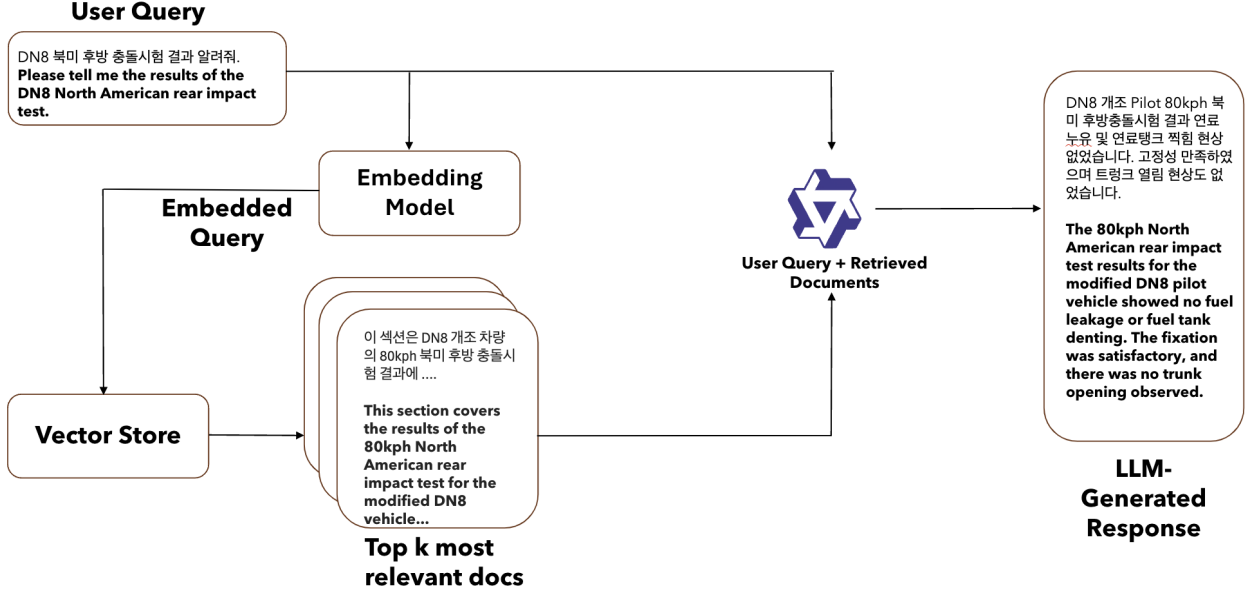 User Query
DN8 북미 후방 충돌시험 결과 알려줘.
Please tell me the results of the
DN8 North American rear impact
test.
Embedding
Model
Embedded
Query
이 섹션은 DN8 개조 차량
의 80kph 북미 후방 충돌시
험 결과에 ....
This section covers
the results of the
80kph North
American rear
impact test for the
modified DN8
vehicle...
Vector Store
Top k most
relevant docs
User Query + Retrieved
Documents
DN8 개조 Pilot 80kph 북
미 후방충돌시험 결과 연료
누유 및 연료탱크 찍힘 현상
없었습니다. 고정성 만족하였
으며 트렁크 열림 현상도 없
었습니다.
The 80kph North
American rear impact
test results for the
modified DN8 pilot
vehicle showed no fuel
leakage or fuel tank
denting. The fixation
was satisfactory, and
there was no trunk
opening observed.
LLM-
Generated
Response